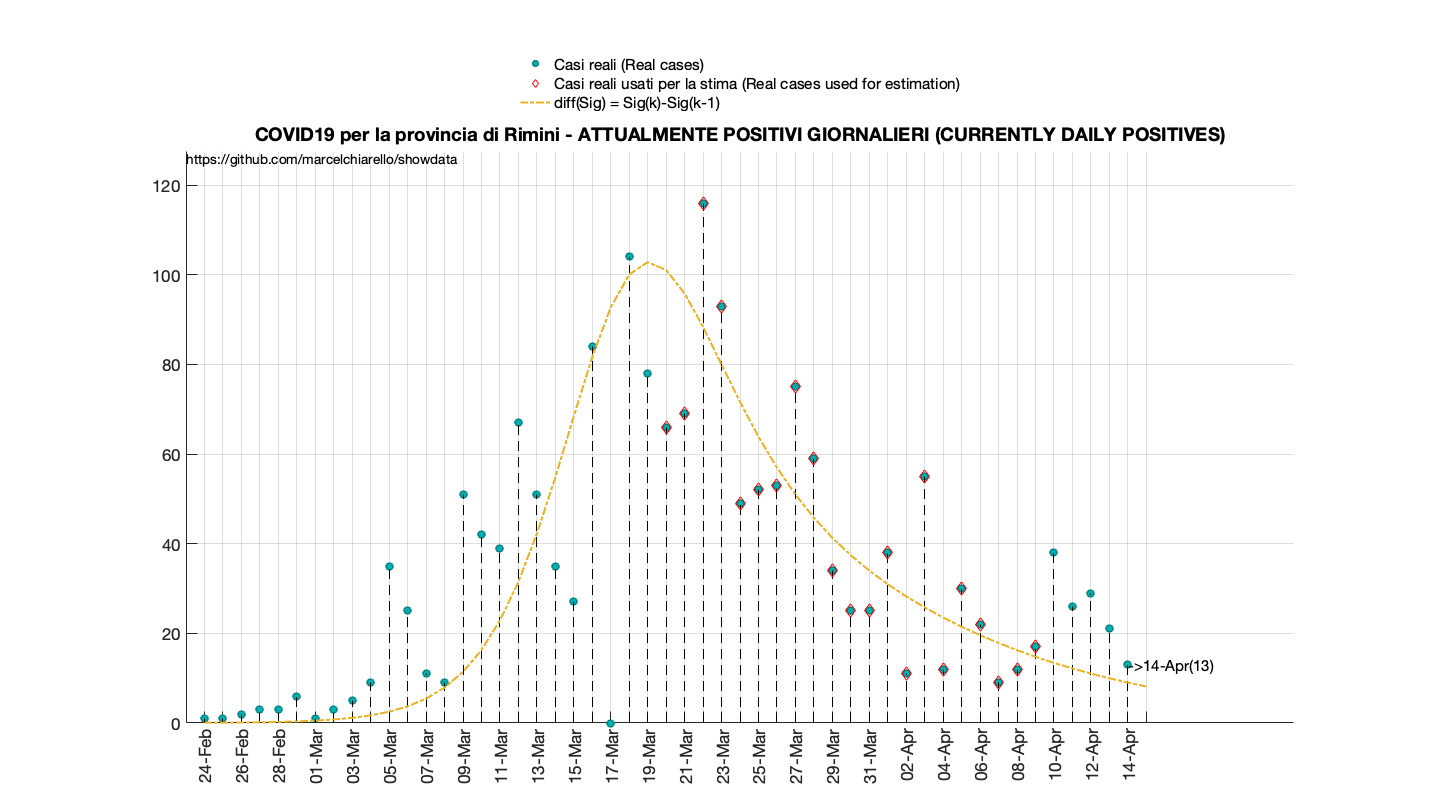 Casi reali (Real cases)
Casi reali usati per la stima (Real cases used for estimation)
diff(Sig) = Sig(k)-Sig(k-1)
COVID19 per la provincia di Rimini - ATTUALMENTE POSITIVI GIORNALIERI (CURRENTLY DAILY POSITIVES)
https://github.com/marcelchiarello/showdata
120
100
80
60
40
20
0
->14-Apr(13)
24-Feb
26-Feb
28-Feb
01-Mar
03-Mar
05-Mar
07-Mar
09-Mar
11-Mar
13-Mar
15-Mar
17-Mar
19-Mar
21-Mar
23-Mar
25-Mar
27-Mar
29-Mar
31-Mar
02-Apr
04-Apr
06-Apr
08-Apr
10-Apr
12-Apr
14-Apr